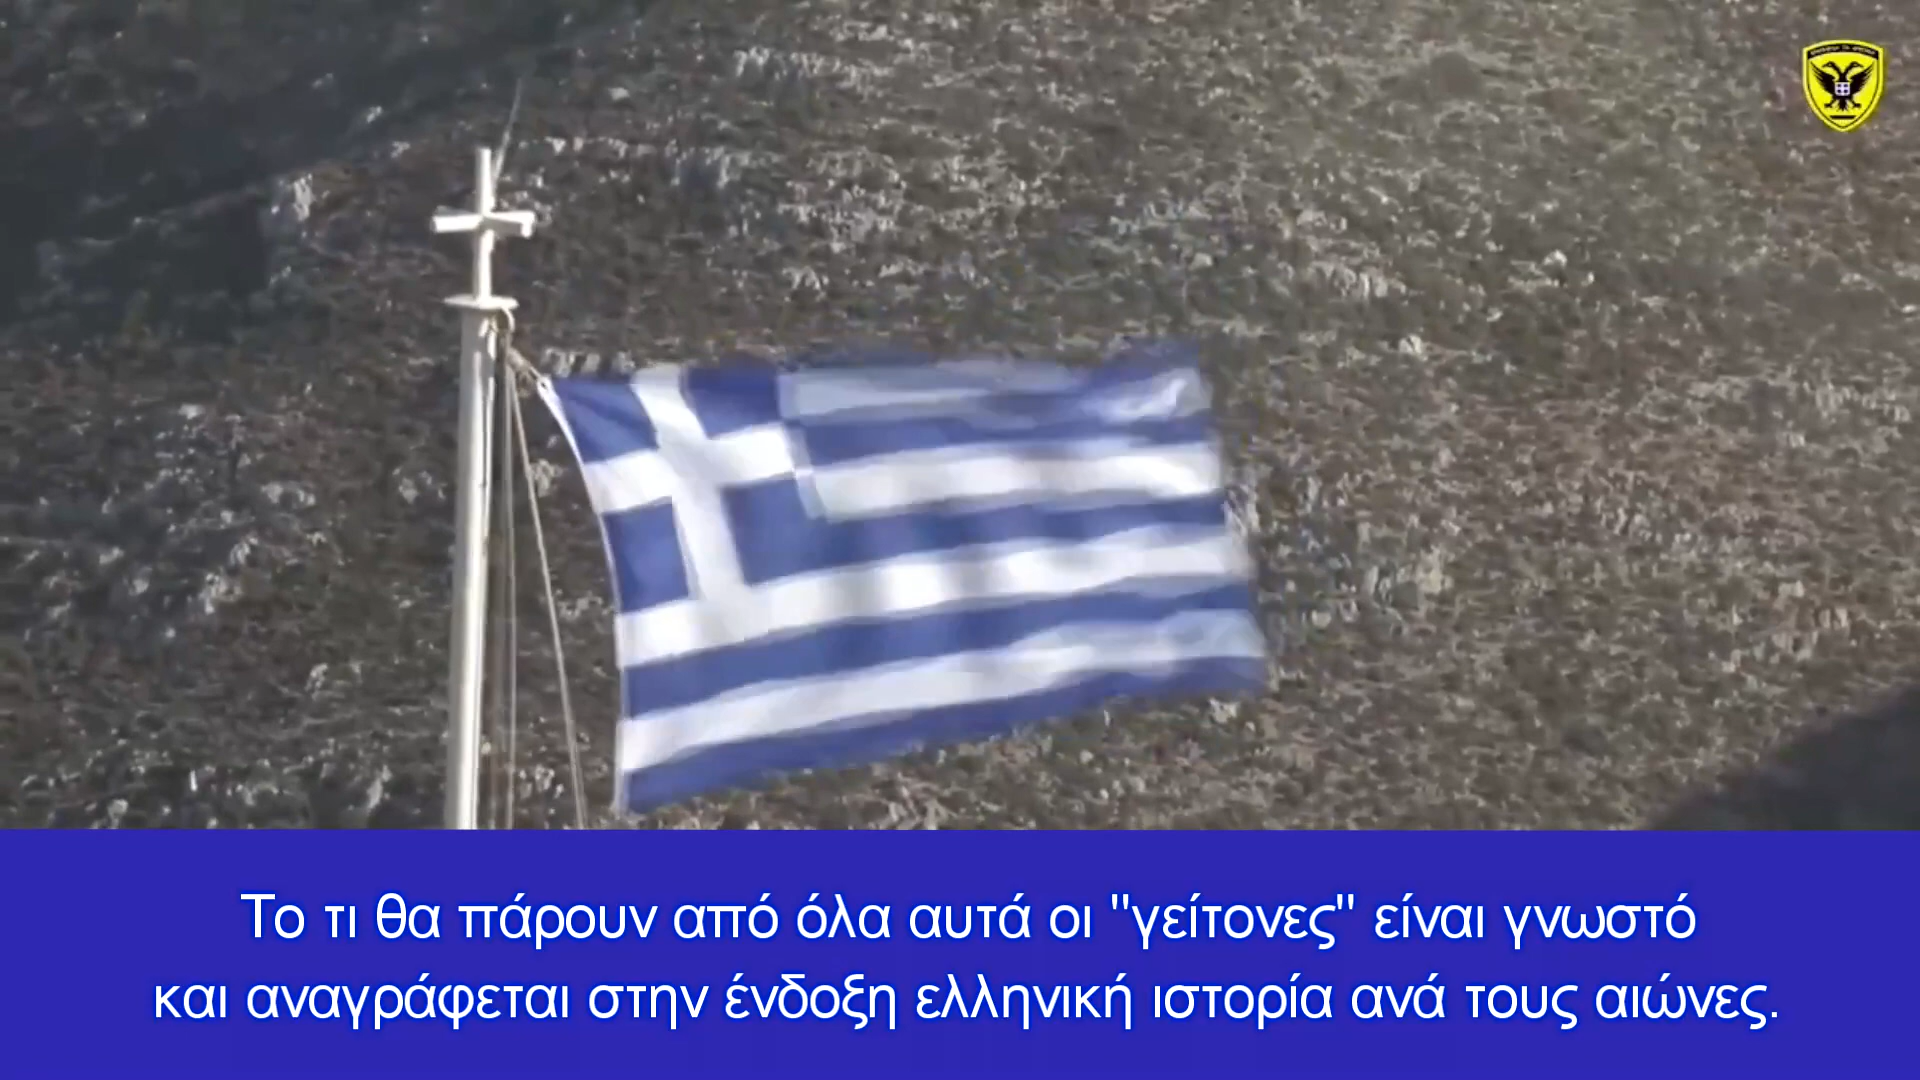 Το τι θα πάρουν από όλα αυτά οι "γείτονες" είναι γνωστό
και αναγράφεται στην ένδοξη ελληνική ιστορία ανά τους αιώνες.